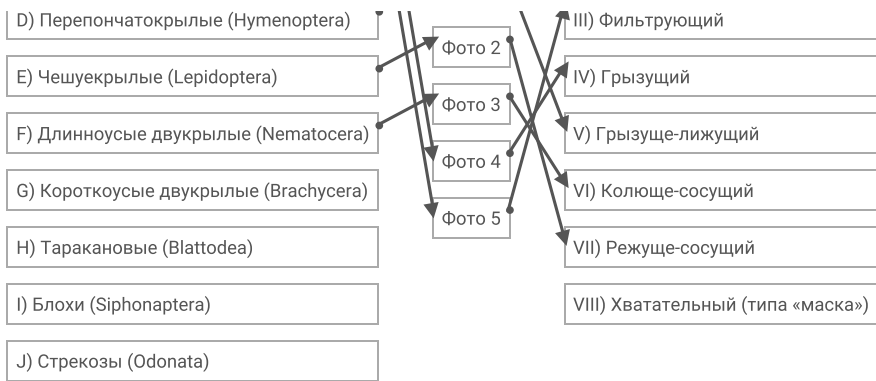 D) Перепончатокрылые (Hymenoptera)
E) Чешуекрылые (Lepidoptera)
F) Длинноусые двукрылые (Nematocera)
G) Короткоусые двукрылые (Brachycera)
H) Таракановые (Blattodea)
I) Блохи (Siphonaptera)
J) Стрекозы (Odonata)
Фото 2
Фото 3
Фото 4
Фото 5
III) Фильтрующий
IV) Грызущий
V) Грызуще-лижущий
VI) Колюще-сосущий
VII) Режуще-сосущий
VIII) Хватательный (типа «маска»)